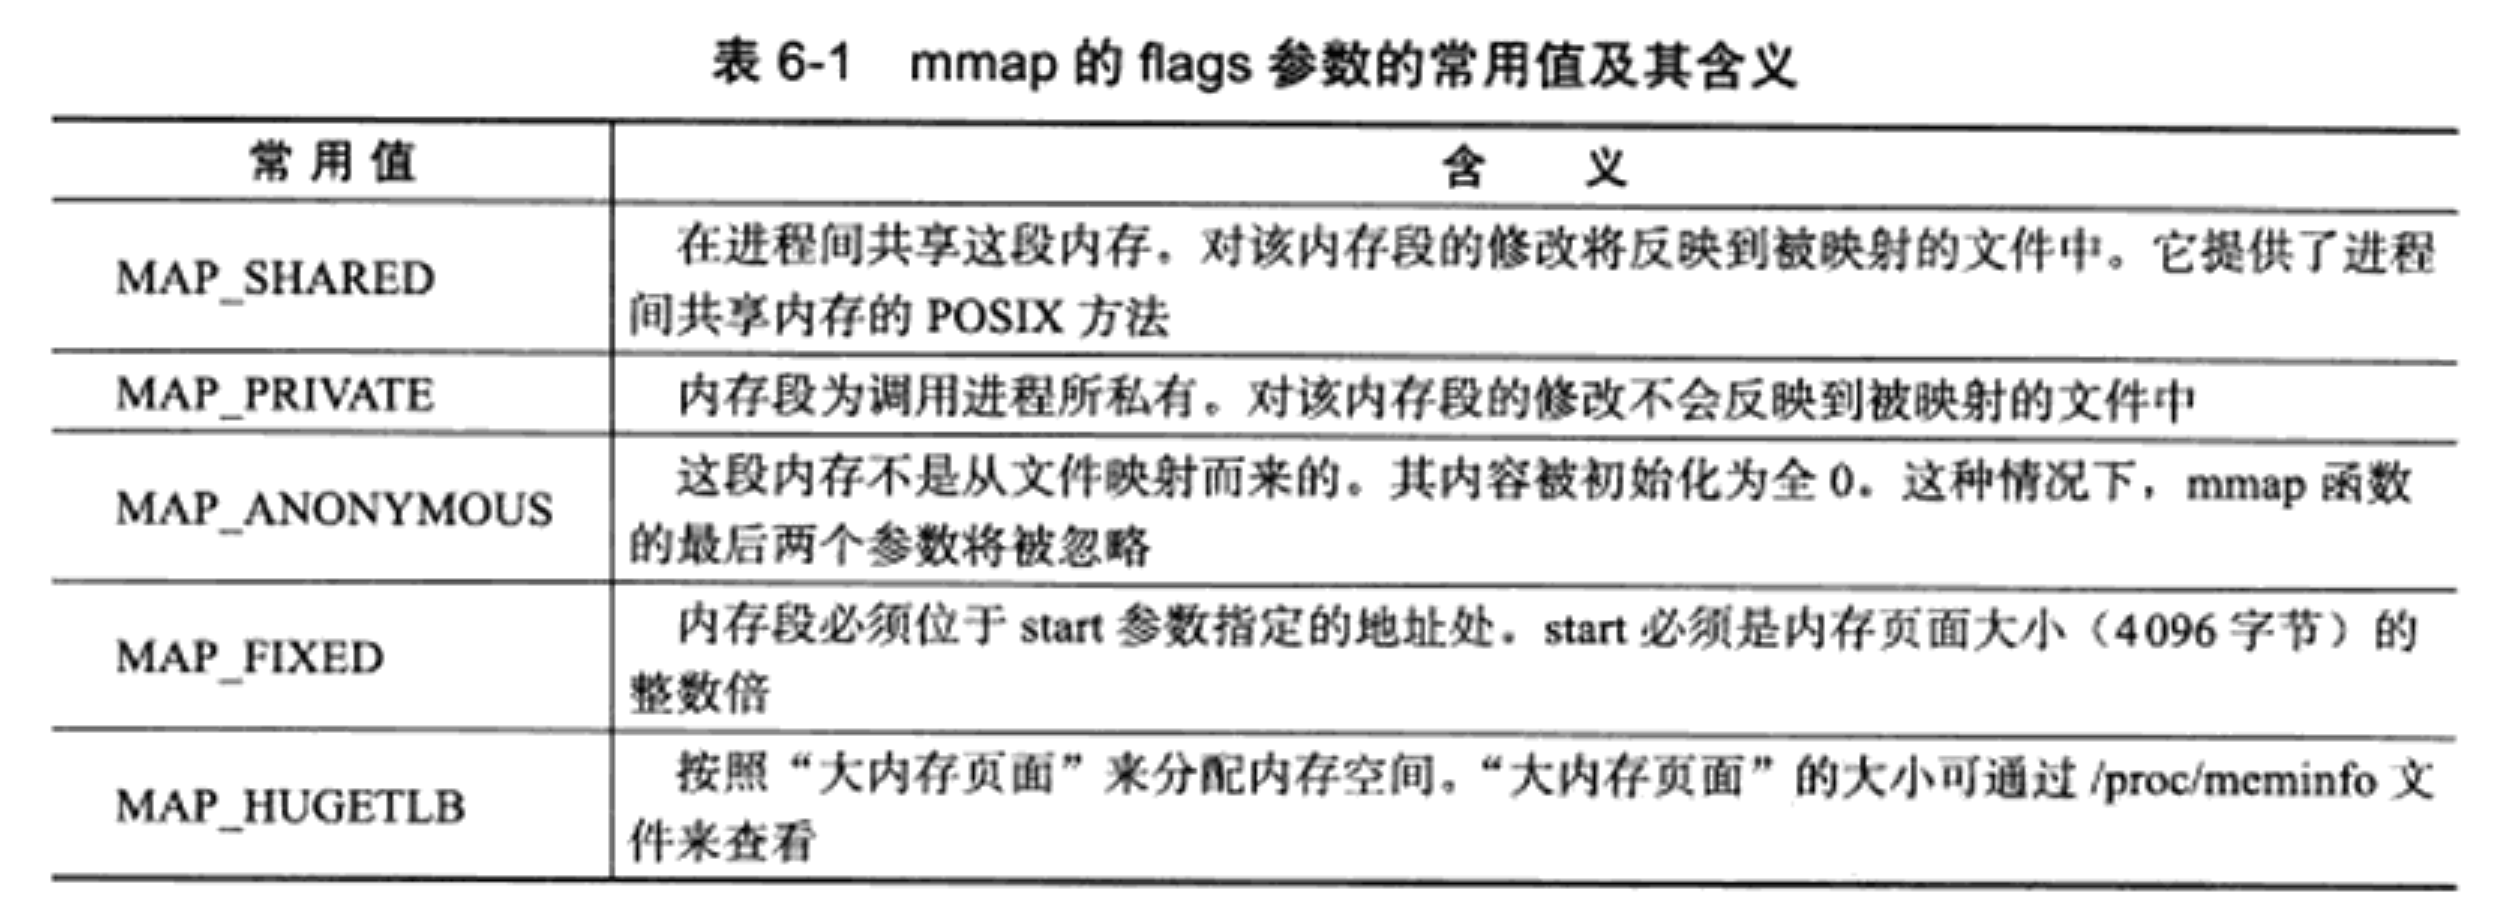 表 6-1 mmap 的 flags 参数的常用值及其含义
常用值 含义
MAP_SHARED
在进程间共享这段内存。对该内存段的修改将反映到被映射的文件中。它提供了进程
间共享内存的 POSIX 方法
MAP_PRIVATE
内存段为调用进程所私有。对该内存段的修改不会反映到被映射的文件中
MAP_ANONYMOUS
这段内存不是从文件映射而来的。其内容被初始化为全 0。这种情况下，mmap 函数
的最后两个参数将被忽略
MAP_FIXED
内存段必须位于 start 参数指定的地址处。start 必须是内存页面大小（4096 字节）的
整数倍
MAP_HUGETLB
按照“大内存页面”来分配内存空间。“大内存页面”的大小可通过 /proc/meminfo 文
件来查看